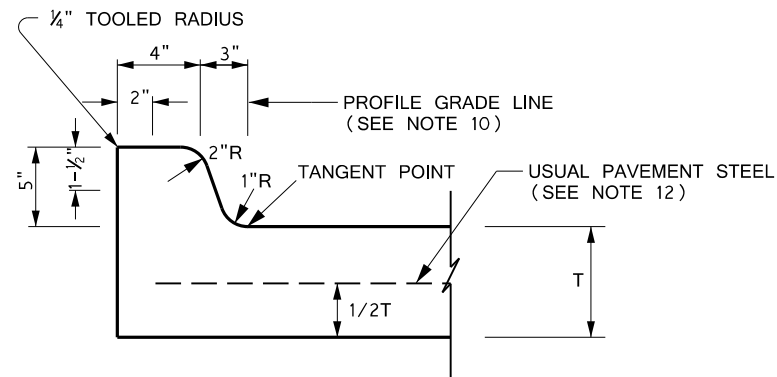 ¼" TOOLED RADIUS
4"
3"
2"
PROFILE GRADE LINE
(SEE NOTE 10)
5"
1-½"
2"R
1"R
TANGENT POINT
USUAL PAVEMENT STEEL
(SEE NOTE 12)
1/2T
T